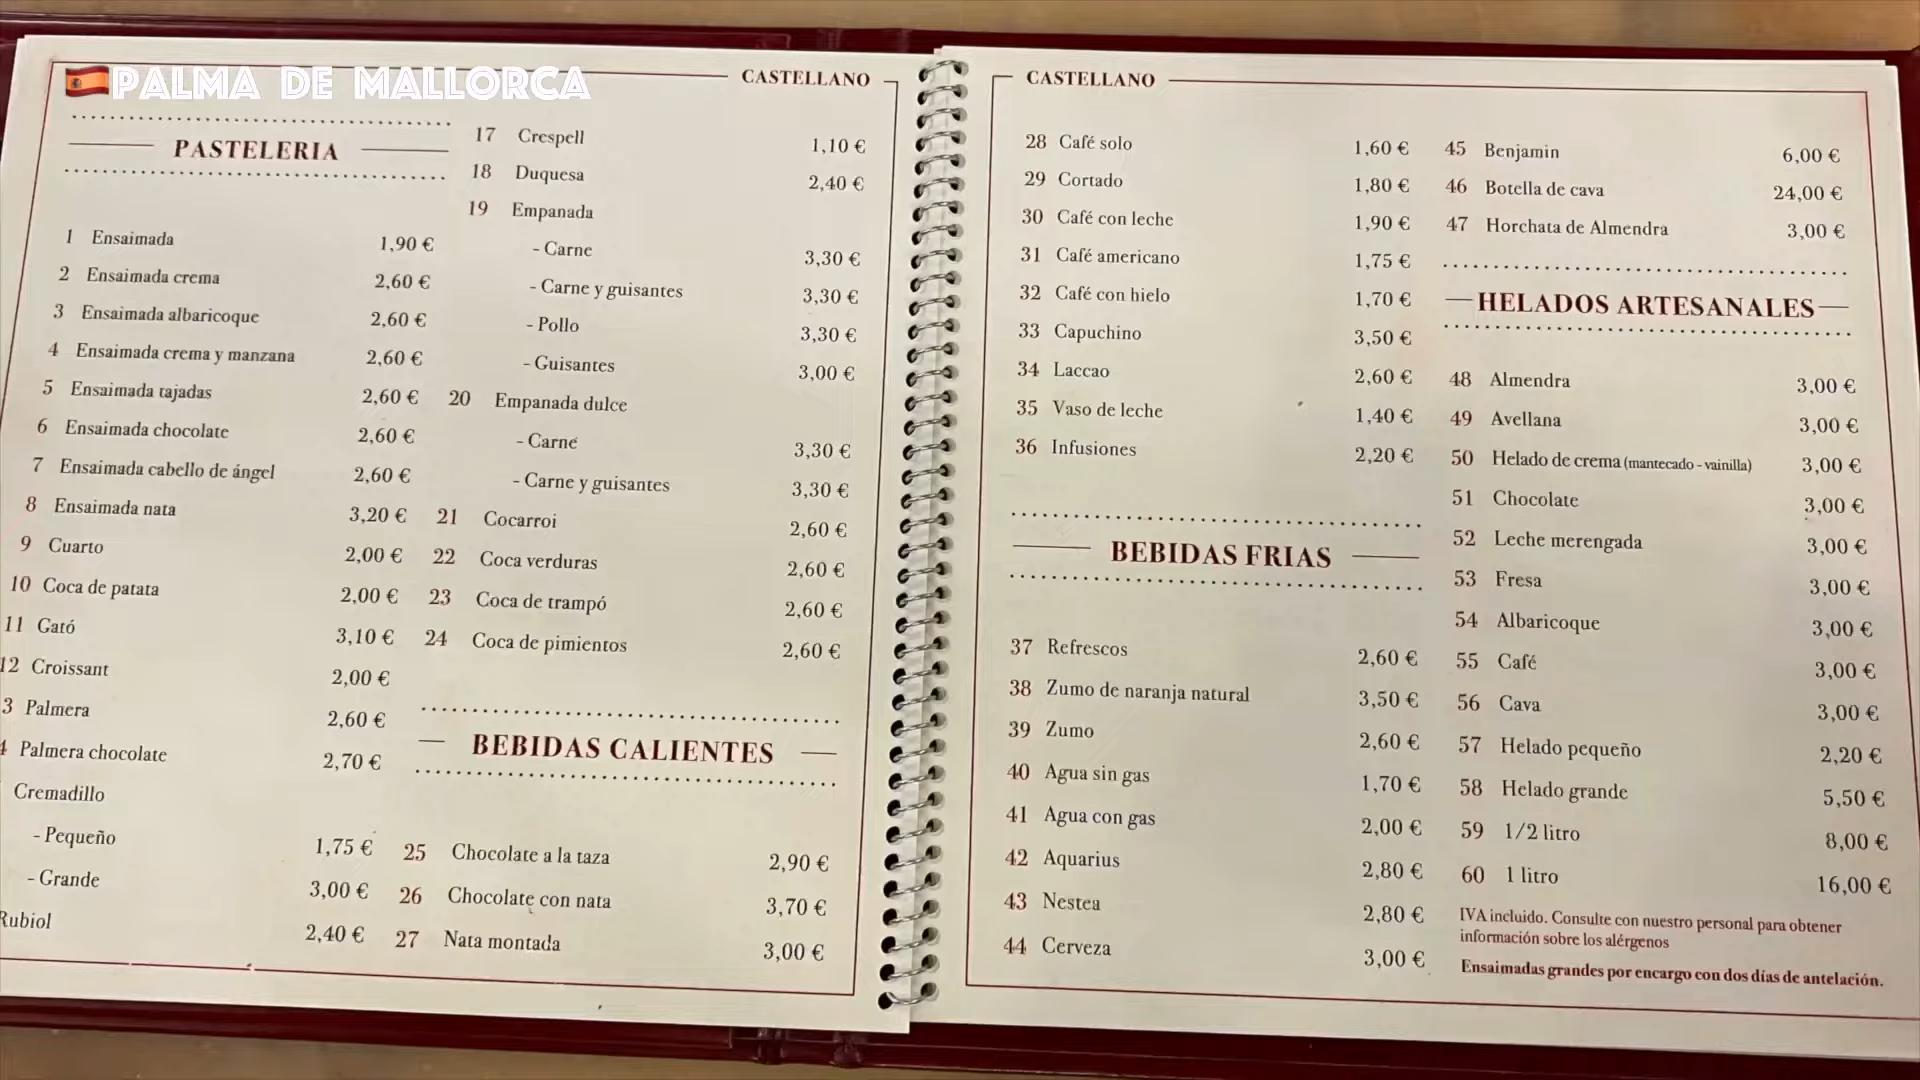 🇪🇸PALMA DE MALLORCA
CASTELLANO
PASTELERIA
1 Ensaimada 1,90 €
2 Ensaimada crema 2,60 €
3 Ensaimada albaricoque 2,60 €
4 Ensaimada crema y manzana 2,60 €
5 Ensaimada tajadas 2,60 €
6 Ensaimada chocolate 2,60 €
7 Ensaimada cabello de ángel 2,60 €
8 Ensaimada nata 3,20 €
9 Cuarto 2,00 €
10 Coca de patata 2,00 €
11 Gató 3,10 €
12 Croissant 2,00 €
3 Palmera 2,60 €
4 Palmera chocolate 2,70 €
Cremadillo
- Pequeño 1,75 €
- Grande 3,00 €
Rubiol 2,40 €
17 Crespell 1,10 €
18 Duquesa 2,40 €
19 Empanada
- Carne 3,30 €
- Carne y guisantes 3,30 €
- Pollo 3,30 €
- Guisantes 3,00 €
20 Empanada dulce
- Carne 3,30 €
- Carne y guisantes 3,30 €
21 Cocarroi 2,60 €
22 Coca verduras 2,60 €
23 Coca de trampó 2,60 €
24 Coca de pimientos 2,60 €
BEBIDAS CALIENTES
25 Chocolate a la taza 2,90 €
26 Chocolate con nata 3,70 €
27 Nata montada 3,00 €
CASTELLANO
28 Café solo 1,60 €
29 Cortado 1,80 €
30 Café con leche 1,90 €
31 Café americano 1,75 €
32 Café con hielo 1,70 €
33 Capuchino 3,50 €
34 Laccao 2,60 €
35 Vaso de leche 1,40 €
36 Infusiones 2,20 €
BEBIDAS FRIAS
37 Refrescos 2,60 €
38 Zumo de naranja natural 3,50 €
39 Zumo 2,60 €
40 Agua sin gas 1,70 €
41 Agua con gas 2,00 €
42 Aquarius 2,80 €
43 Nestea 2,80 €
44 Cerveza 3,00 €
45 Benjamin 6,00 €
46 Botella de cava 24,00 €
47 Horchata de Almendra 3,00 €
HELADOS ARTESANALES
48 Almendra 3,00 €
49 Avellana 3,00 €
50 Helado de crema (mantecado - vainilla) 3,00 €
51 Chocolate 3,00 €
52 Leche merengada 3,00 €
53 Fresa 3,00 €
54 Albaricoque 3,00 €
55 Café 3,00 €
56 Cava 3,00 €
57 Helado pequeño 2,20 €
58 Helado grande 5,50 €
59 1/2 litro 8,00 €
60 1 litro 16,00 €
IVA incluido. Consulte con nuestro personal para obtener
información sobre los alérgenos
Ensaimadas grandes por encargo con dos días de antelación.